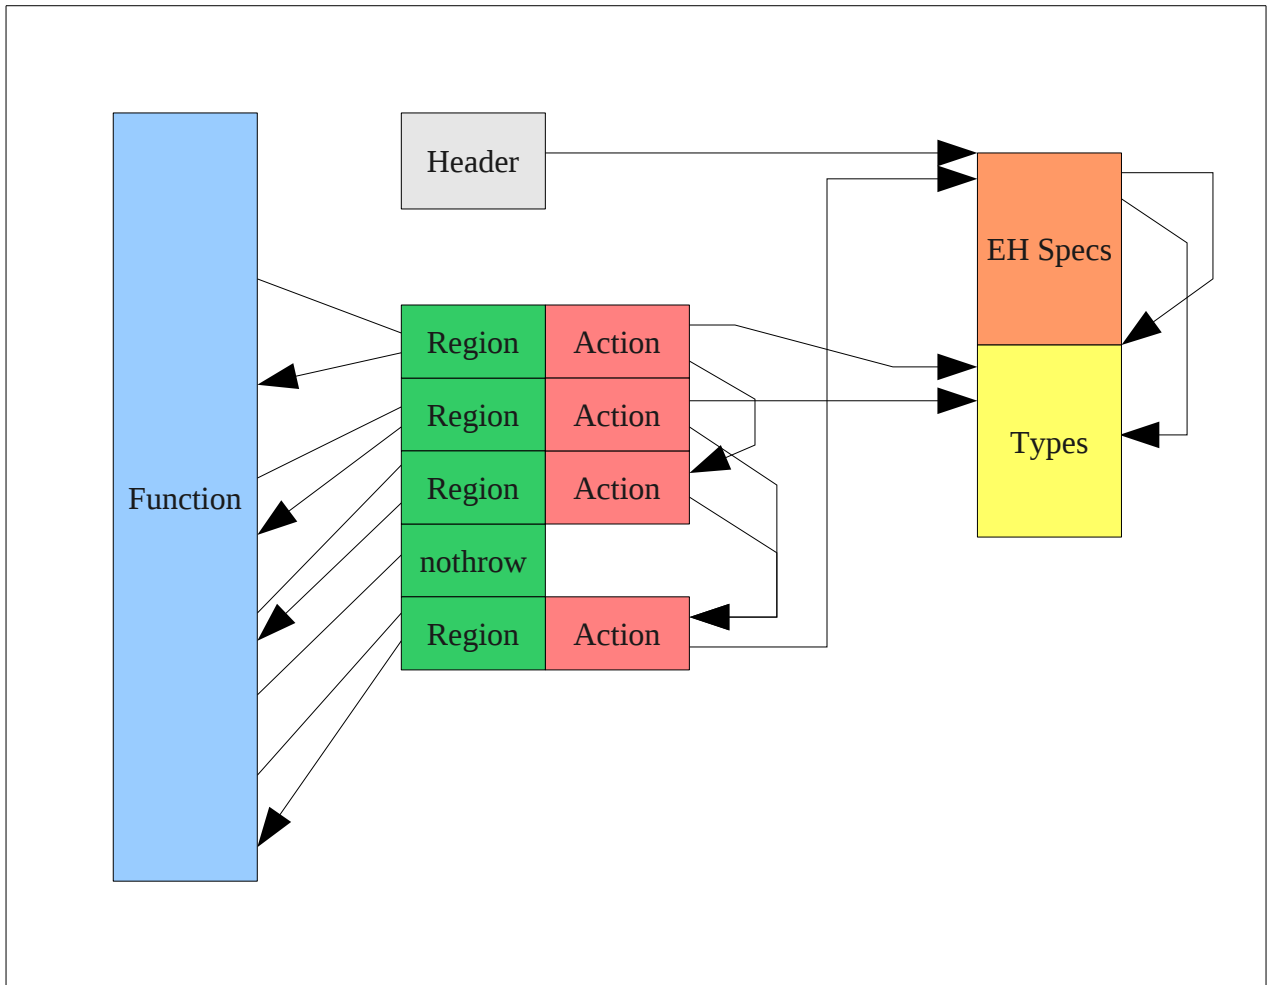 Header
EH Specs
Region Action
Region Action
Types
Region Action
Function
nothrow
Region Action